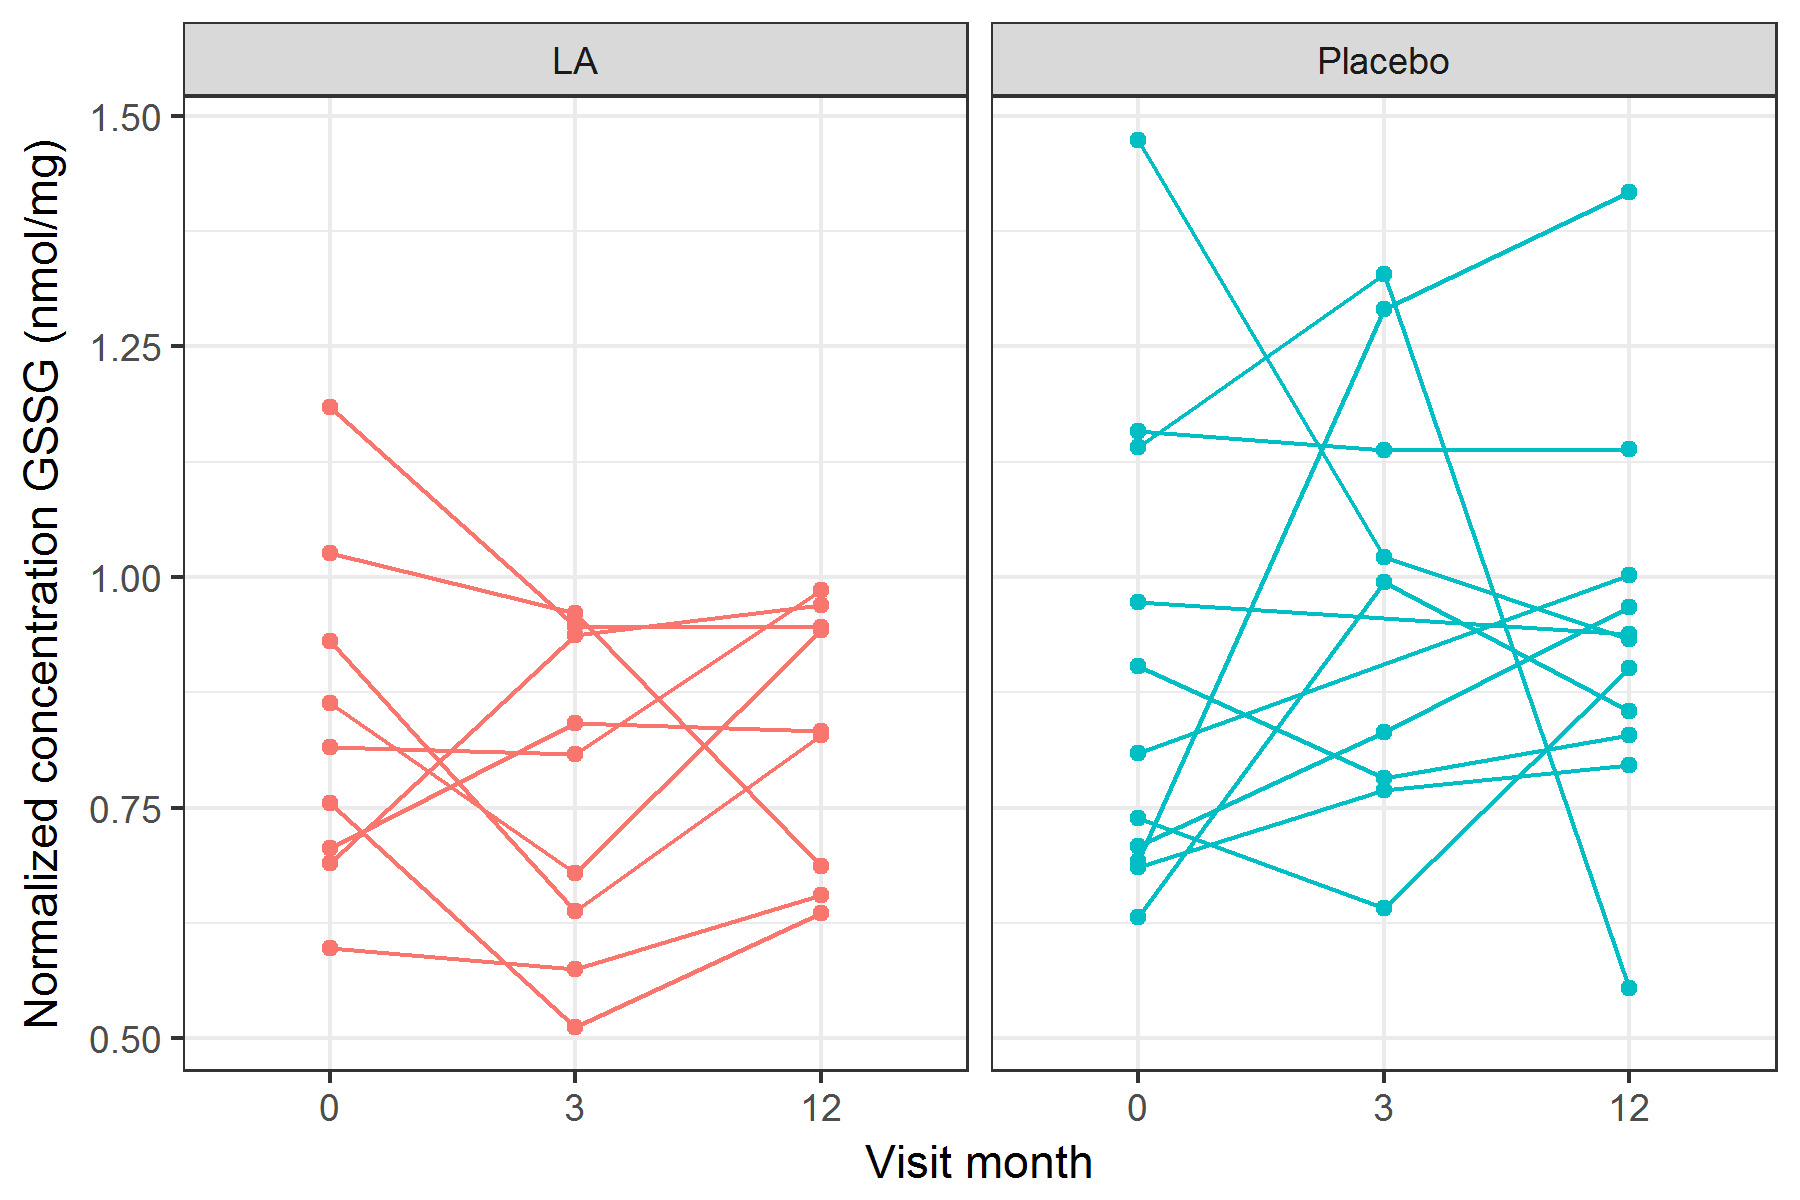 LA
Placebo
Normalized concentration GSSG (nmol/mg)
1.50
1.25
1.00
0.75
0.50
0 3 12
0 3 12
Visit month